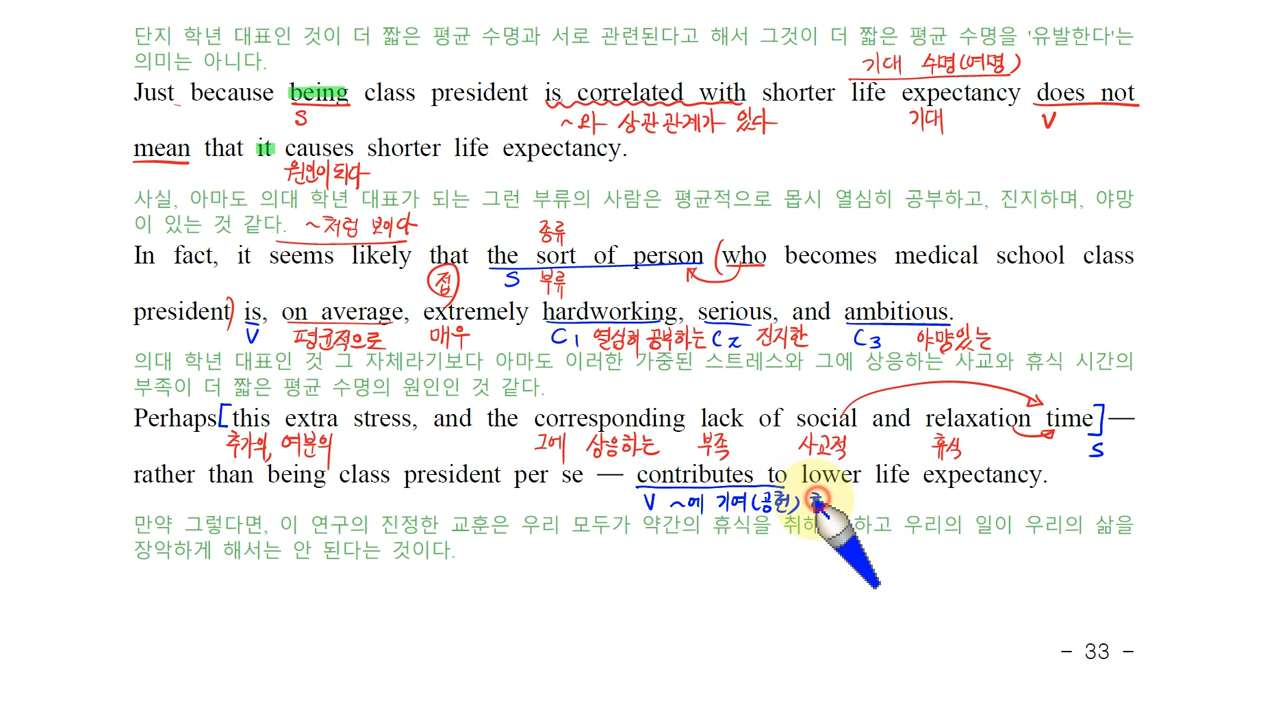 단지 학년 대표인 것이 더 짧은 평균 수명과 서로 관련된다고 해서 그것이 더 짧은 평균 수명을 '유발한다'는
의미는 아니다.
기대 수명(여명)
Just because being class president is correlated with shorter life expectancy does not
S ~와 상관관계가 있다 기대 V
mean that it causes shorter life expectancy.
원인이 되다
사실, 아마도 의대 학년 대표가 되는 그런 부류의 사람은 평균적으로 몹시 열심히 공부하고, 진지하며, 야망
이 있는 것 같다. ~처럼 보이다 종류
In fact, it seems likely that the sort of person (who becomes medical school class
접 S 부류
president) is, on average, extremely hardworking, serious, and ambitious.
V 평균적으로 매우 C1 열심히 공부하는 C2 진지한 C3 야망있는
의대 학년 대표인 것 그 자체라기보다 아마도 이러한 가중된 스트레스와 그에 상응하는 사교와 휴식 시간의
부족이 더 짧은 평균 수명의 원인인 것 같다.
Perhaps [this extra stress, and the corresponding lack of social and relaxation time] —
추가의, 여분의 그에 상응하는 부족 사교적 휴식 S
rather than being class president per se — contributes to lower life expectancy.
V ~에 기여(공헌)
만약 그렇다면, 이 연구의 진정한 교훈은 우리 모두가 약간의 휴식을 취해 하고 우리의 일이 우리의 삶을
장악하게 해서는 안 된다는 것이다.
- 33 -